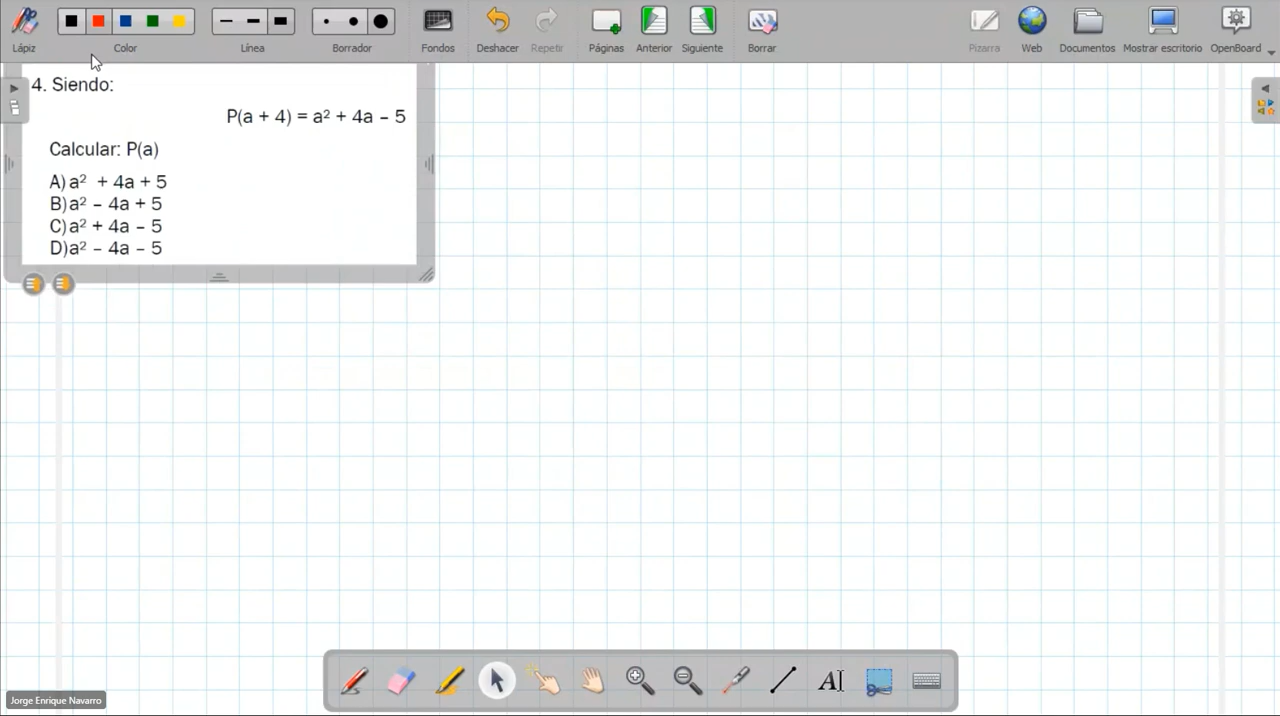 Lápiz
Color
Línea
Borrador
Fondos
Deshacer
Repetir
Páginas
Anterior
Siguiente
Borrar
Pizarra
Web
Documentos
Mostrar escritorio
OpenBoard
4. Siendo:
P(a + 4) = a² + 4a – 5
Calcular: P(a)
A) a² + 4a + 5
B) a² – 4a + 5
C) a² + 4a – 5
D) a² – 4a – 5
AI
Jorge Enrique Navarro